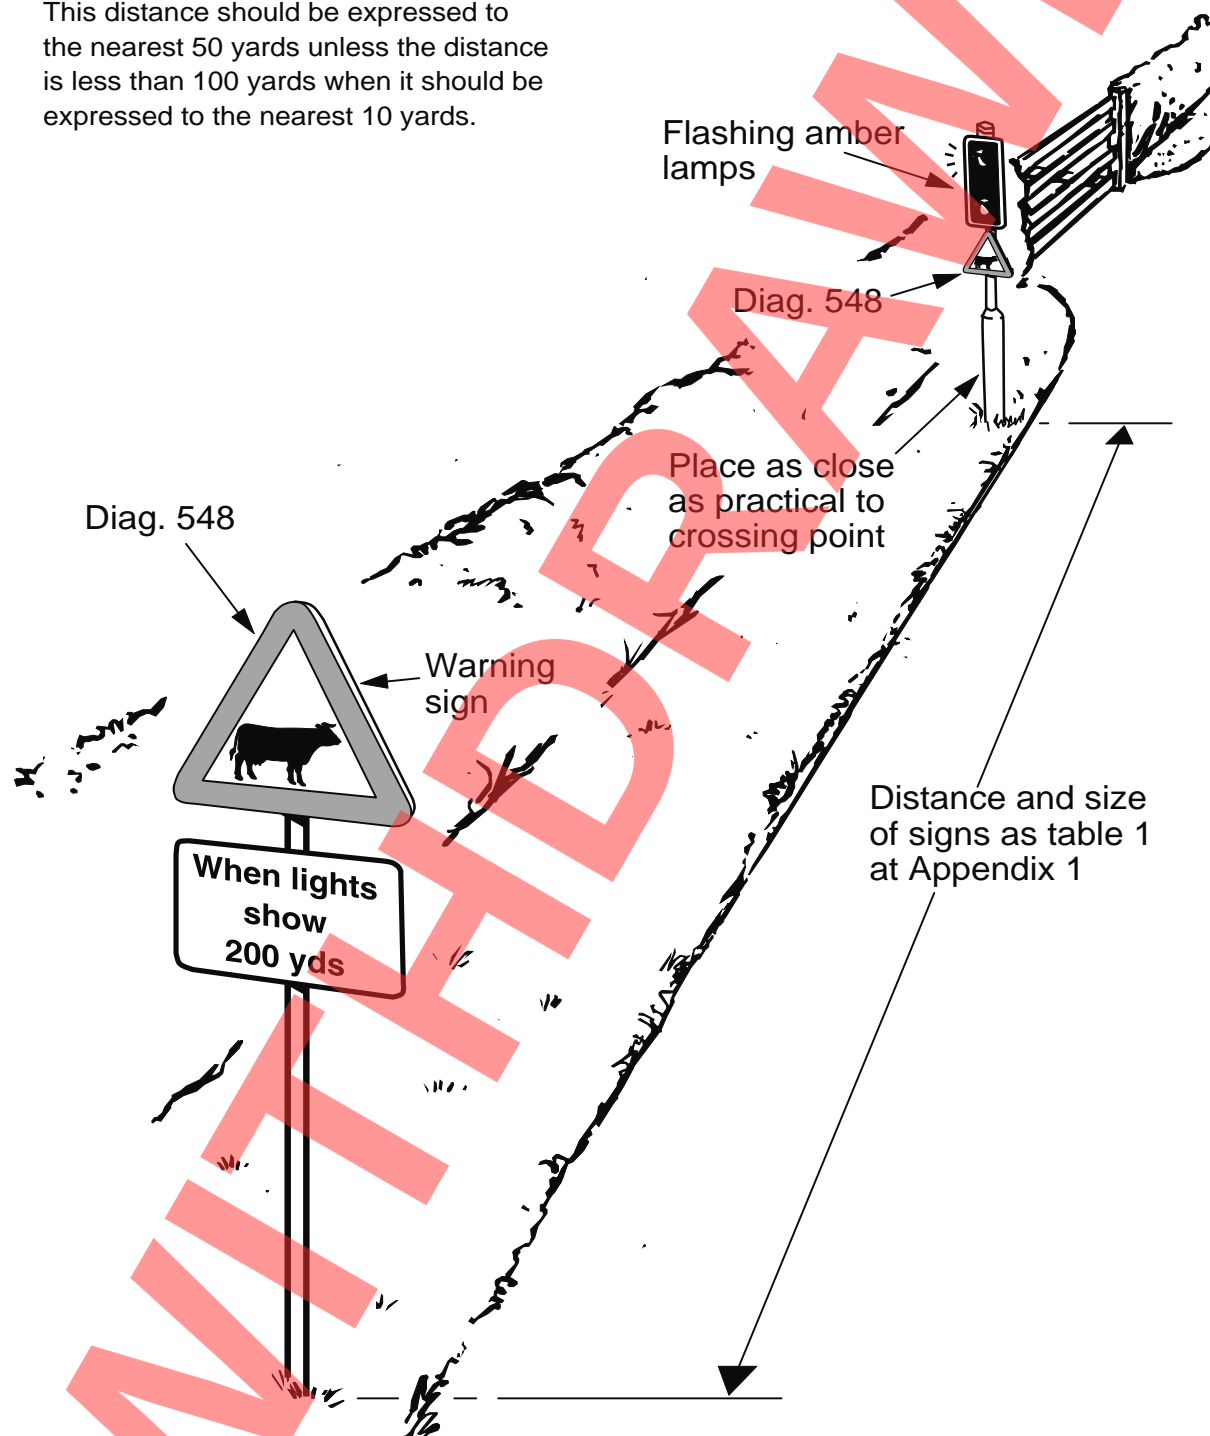 This distance should be expressed to
the nearest 50 yards unless the distance
is less than 100 yards when it should be
expressed to the nearest 10 yards.
Flashing amber
lamps
Diag. 548
Place as close
as practical to
crossing point
Diag. 548
Warning
sign
Distance and size
of signs as table 1
at Appendix 1
When lights
show
200 yds
WITHDRAWN